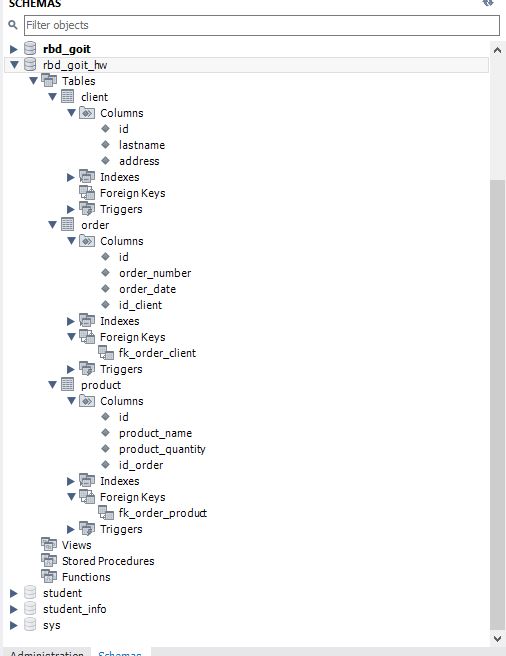 SCHEMAS
Filter objects
rbd_goit
rbd_goit_hw
Tables
client
Columns
id
lastname
address
Indexes
Foreign Keys
Triggers
order
Columns
id
order_number
order_date
id_client
Indexes
Foreign Keys
fk_order_client
Triggers
product
Columns
id
product_name
product_quantity
id_order
Indexes
Foreign Keys
fk_order_product
Triggers
Views
Stored Procedures
Functions
student
student_info
sys
Administration Schemas